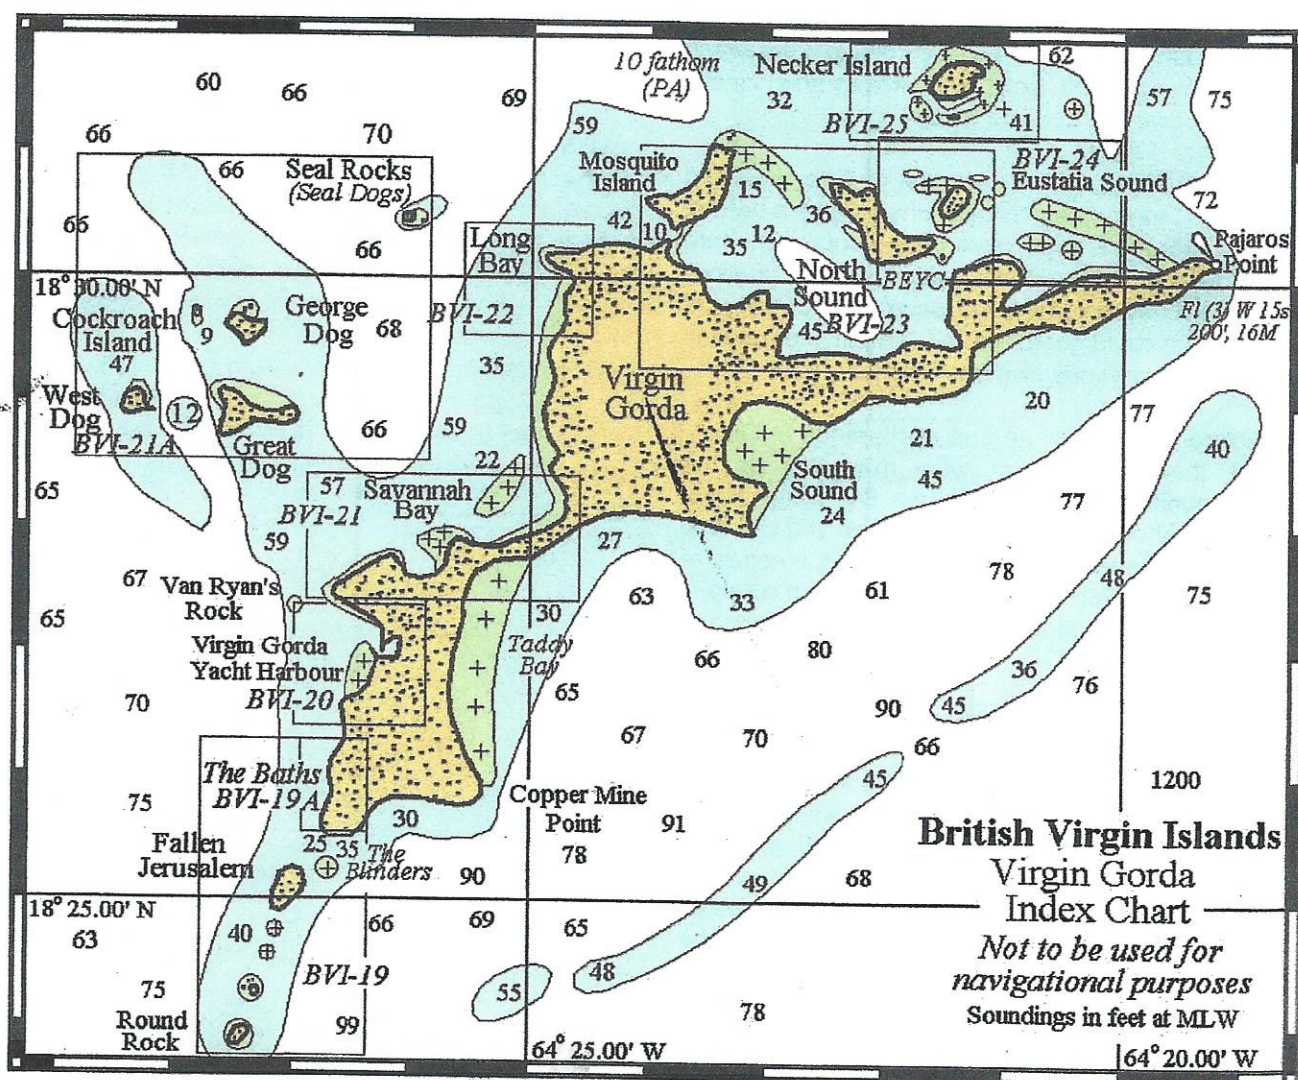 60
66
69
10 fathom
(PA)
Necker Island
62
32
57
75
66
70
59
BVI-25
41
66
Seal Rocks
(Seal Dogs)
Mosquito
Island
15
BVI-24
Eustatia Sound
66
36
72
42
10
12
35
66
Long
Bay
Pajaros
Point
18° 30.00' N
North
Sound
BEYC
Cockroach
Island
9
George
Dog
68
BVI-22
45
BVI-23
Fl (3) W 15s
200', 16M
47
35
Virgin
Gorda
West
Dog
12
20
77
BVI-21A
Great
Dog
66
59
21
40
22
South
Sound
45
65
57
Savannah
Bay
BVI-21
24
77
59
27
67
Van Ryan's
Rock
63
33
61
78
48
75
65
30
Virgin Gorda
Yacht Harbour
Taddy
Bay
66
80
BVI-20
65
36
76
70
90
45
67
70
66
The Baths
BVI-19A
45
1200
75
30
Copper Mine
Point
91
British Virgin Islands
Fallen
Jerusalem
25
35
The
Blinders
78
Virgin Gorda
90
49
68
Index Chart
18° 25.00' N
66
69
65
63
40
Not to be used for
navigational purposes
BVI-19
48
75
55
Soundings in feet at MLW
Round
Rock
99
78
64° 25.00' W
64° 20.00' W